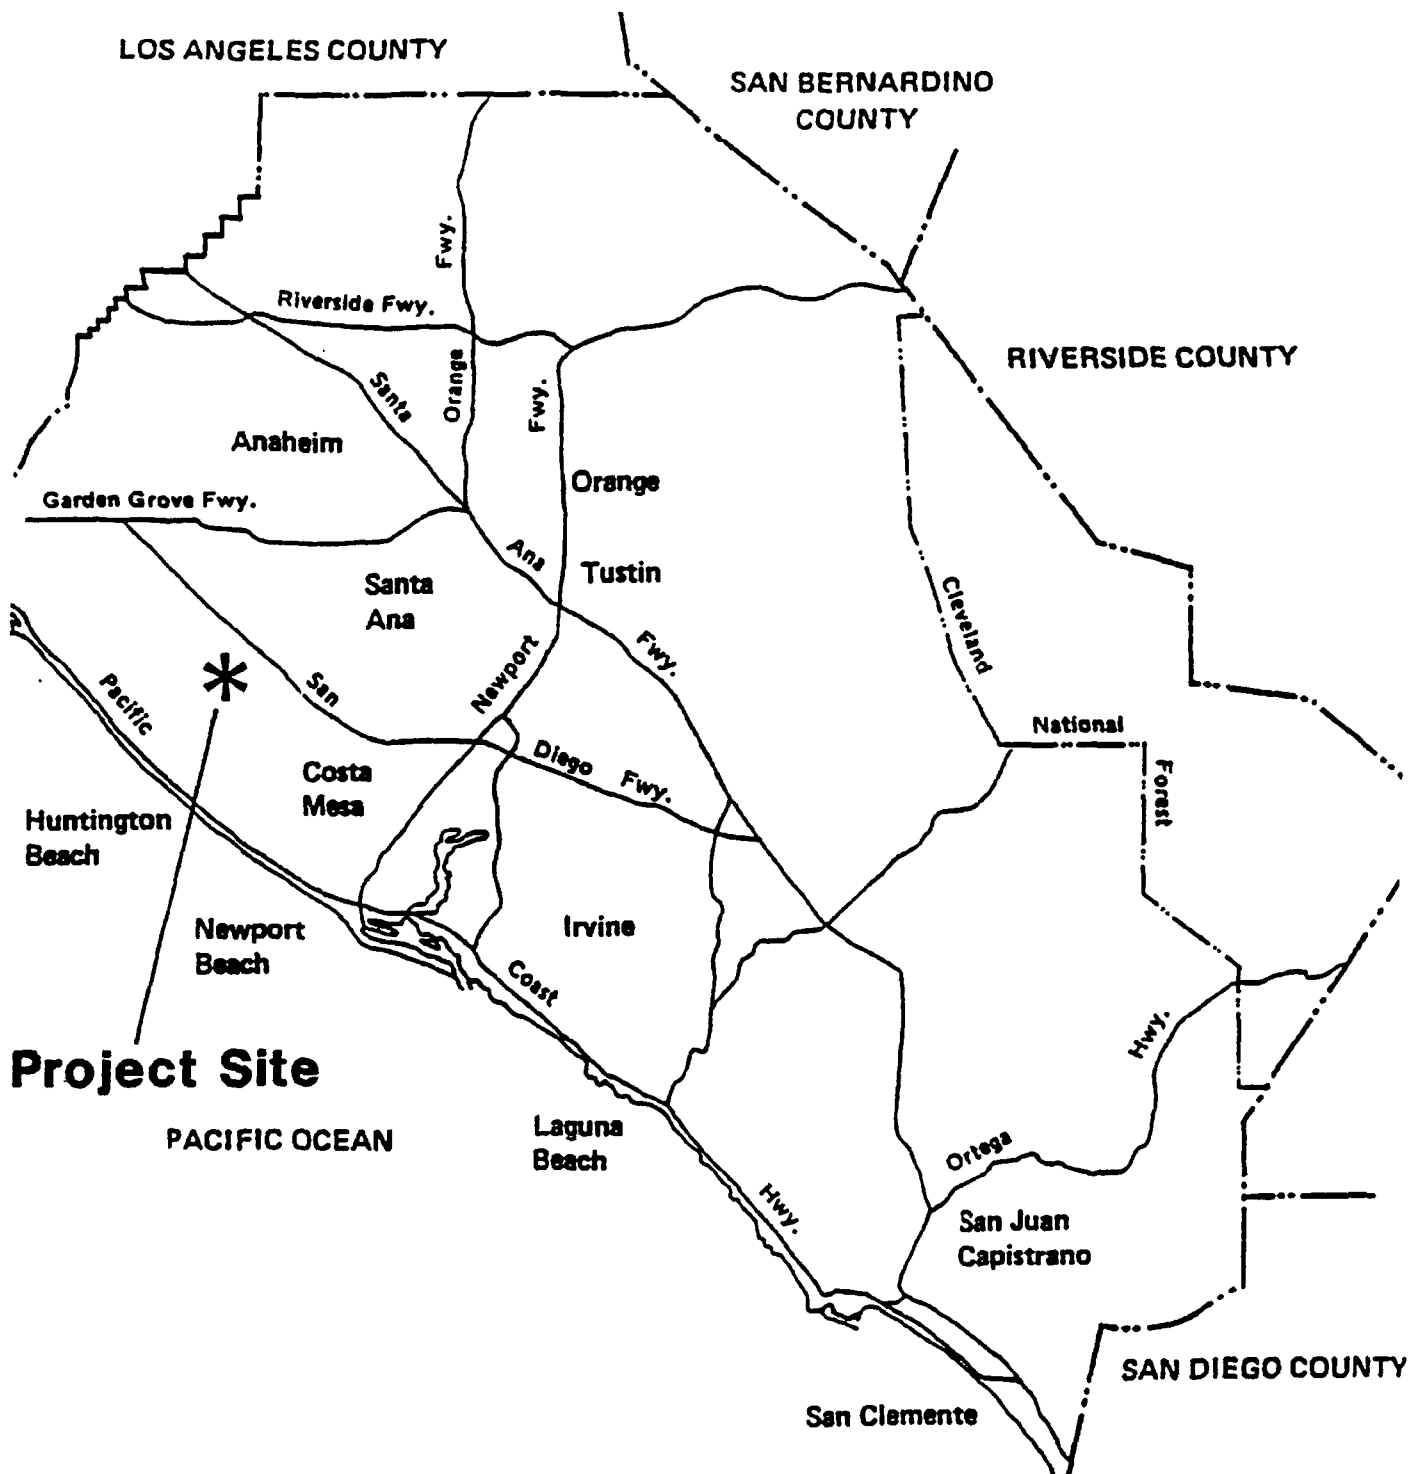 LOS ANGELES COUNTY
SAN BERNARDINO
COUNTY
Fwy.
Riverside Fwy.
RIVERSIDE COUNTY
Santa
Orange
Fwy.
Anaheim
Orange
Garden Grove Fwy.
Ana
Tustin
Santa
Ana
Cleveland
Fwy.
Newport
San
Pacific
*
National
Diego
Fwy.
Costa
Mesa
Forest
Huntington
Beach
Newport
Beach
Irvine
Coast
Hwy.
Project Site
PACIFIC OCEAN
Laguna
Beach
Ortega
Hwy.
San Juan
Capistrano
SAN DIEGO COUNTY
San Clemente